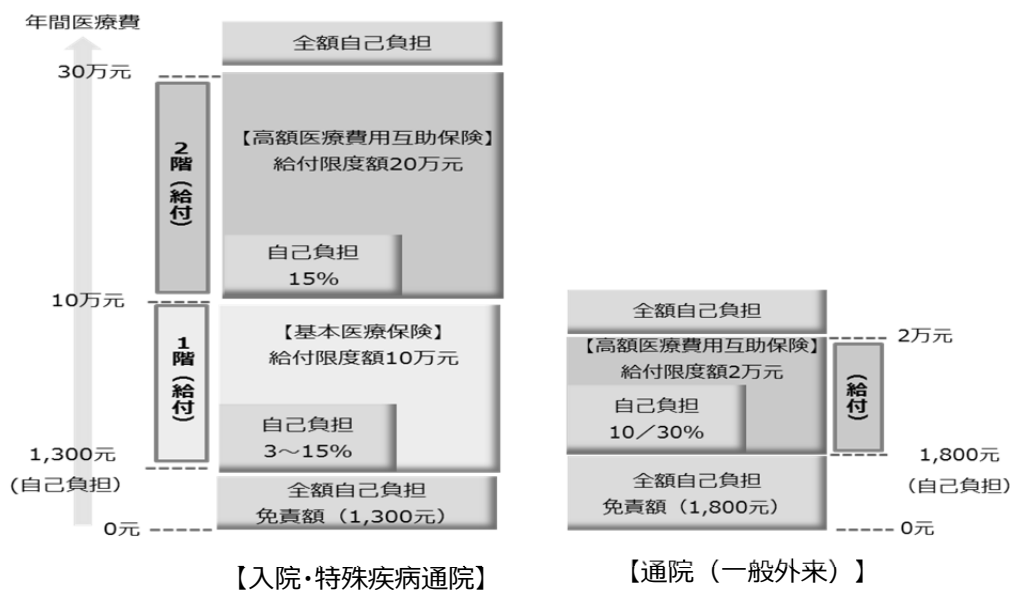 年間医療費
30万元
10万元
1,300元
(自己負担)
0元
2階(給付)
1階(給付)
全額自己負担
【高額医療費用互助保険】
給付限度額20万元
自己負担
15%
【基本医療保険】
給付限度額10万元
自己負担
3～15%
全額自己負担
免責額（1,300元）
【入院･特殊疾病通院】
全額自己負担
【高額医療費用互助保険】
給付限度額2万元
自己負担
10／30%
全額自己負担
免責額（1,800元）
(給付)
2万元
1,800元
(自己負担)
0元
【通院（一般外来）】